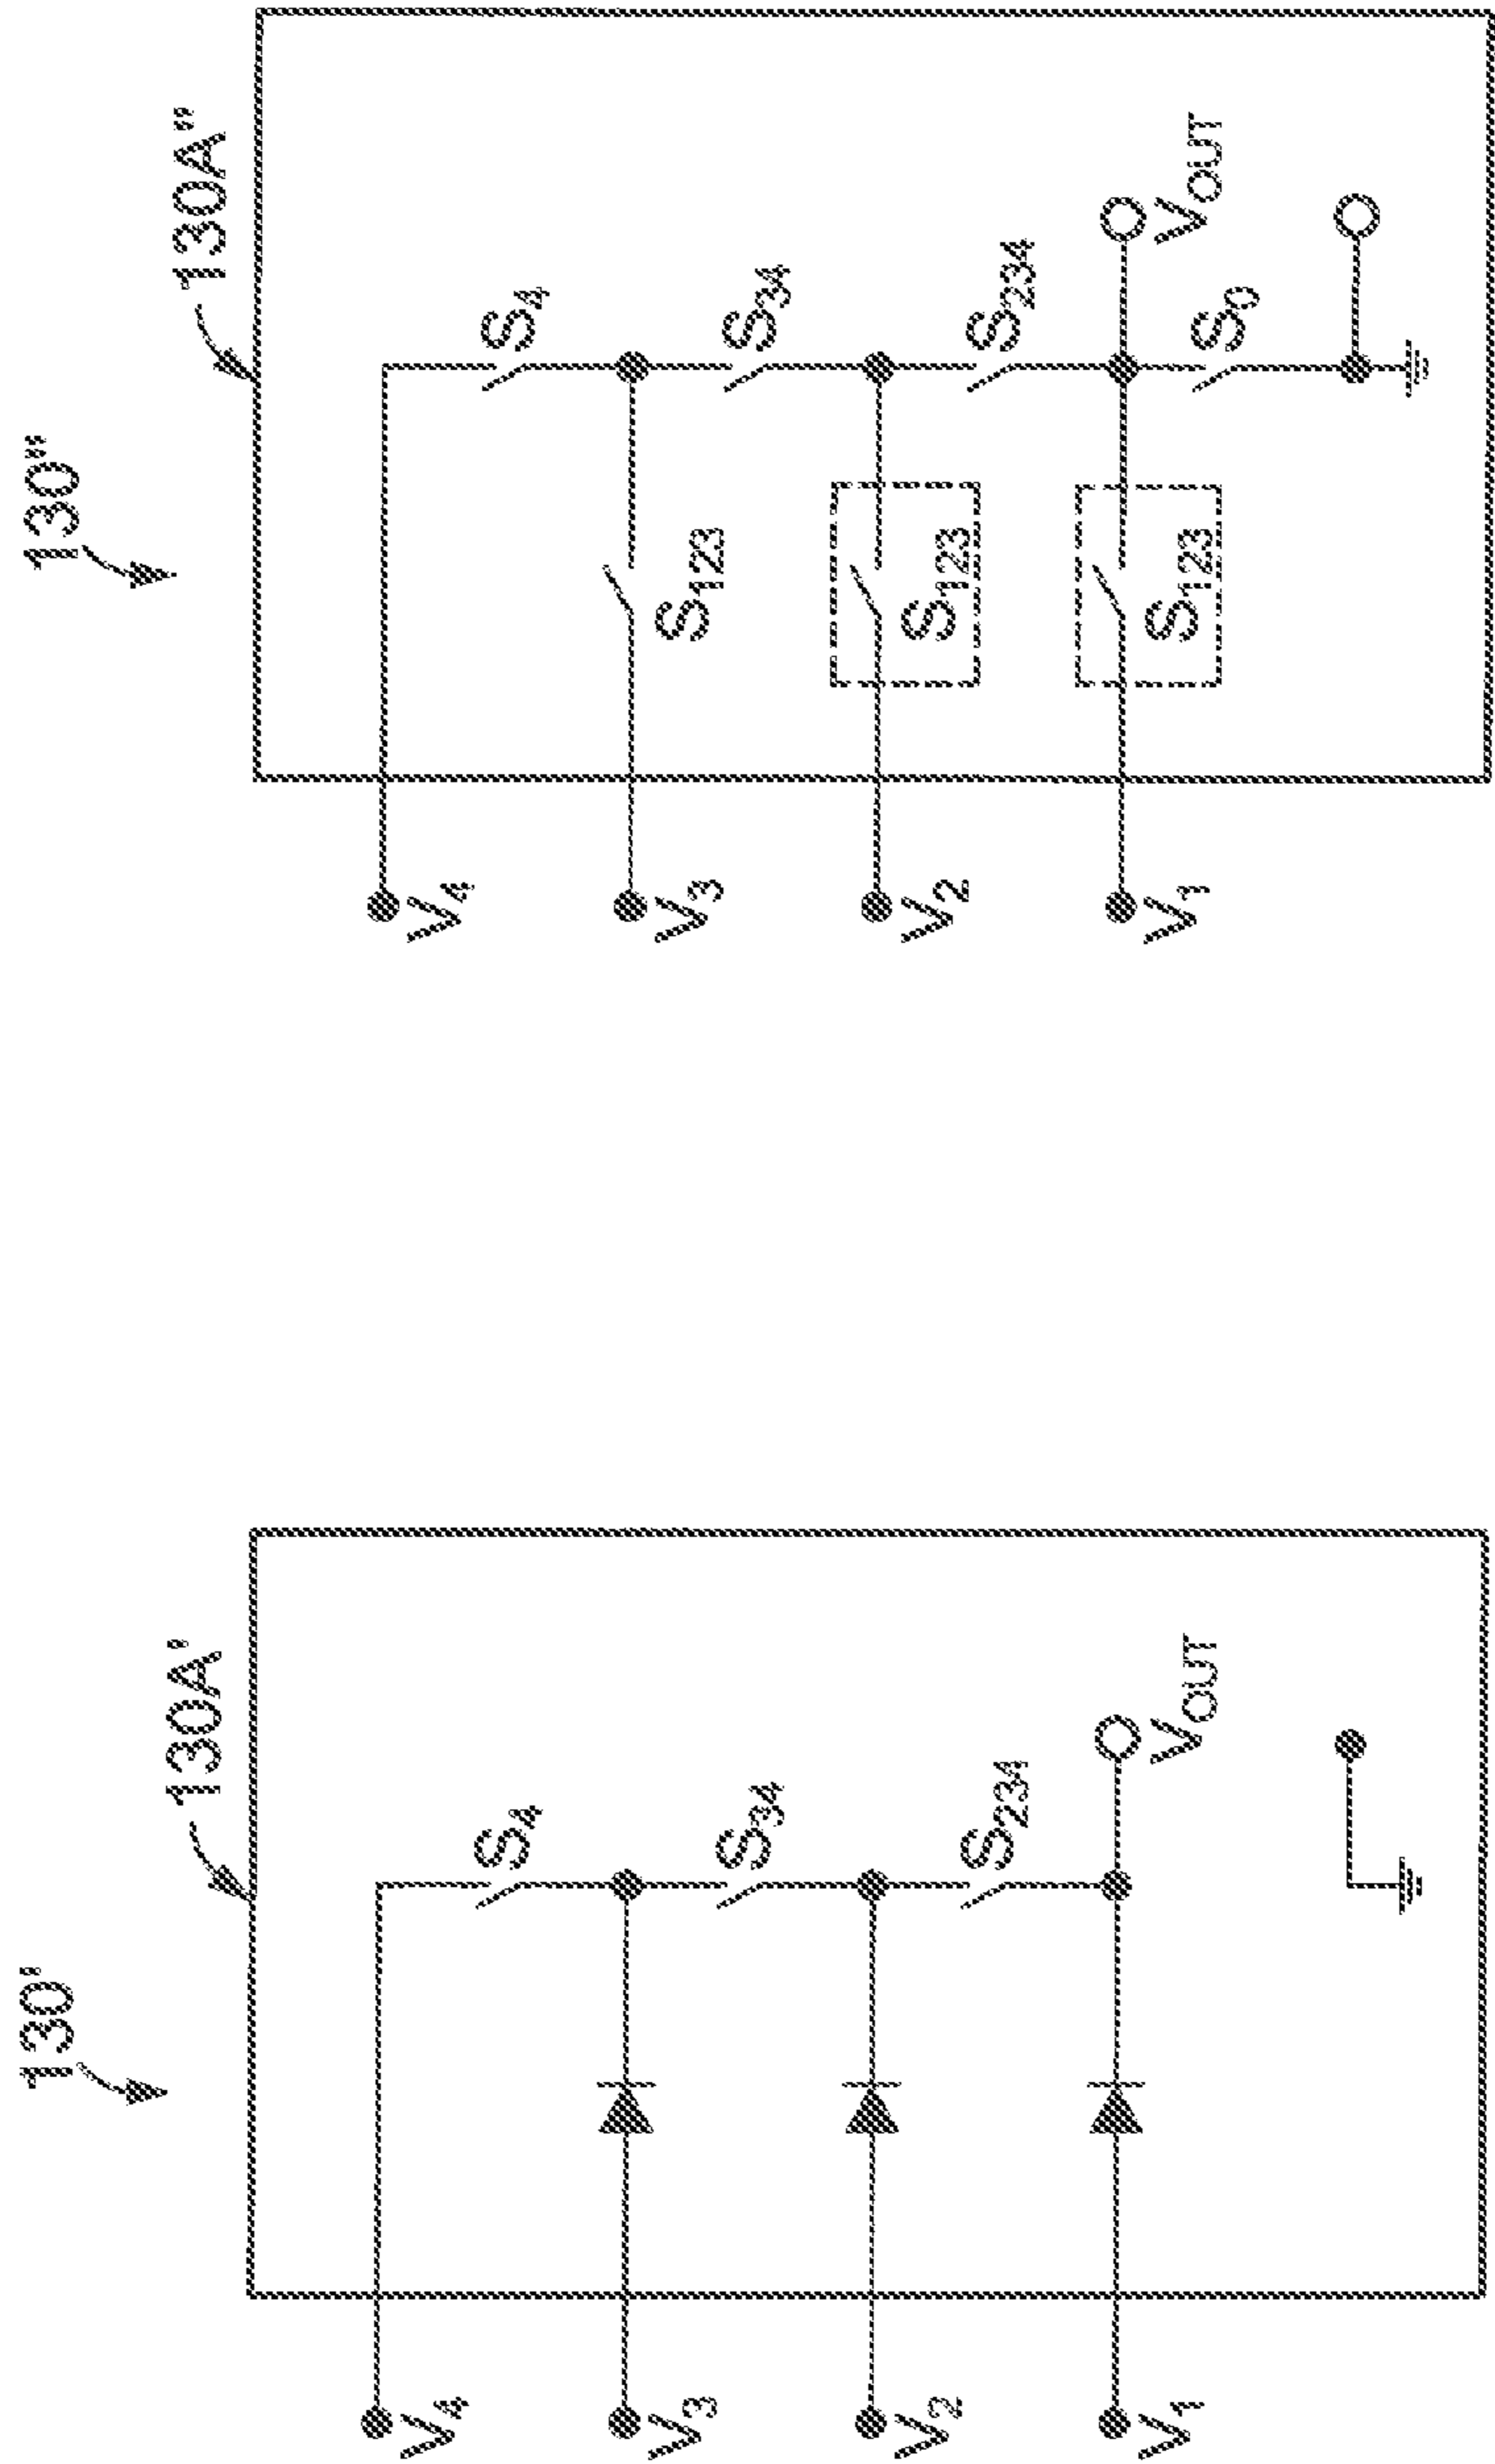 130'
130A'
V4
S4
V3
S34
V2
S234
V1
VOUT
130"
130A"
V4
S4
V3
S123
S34
V2
S123
S234
V1
S123
VOUT
S0